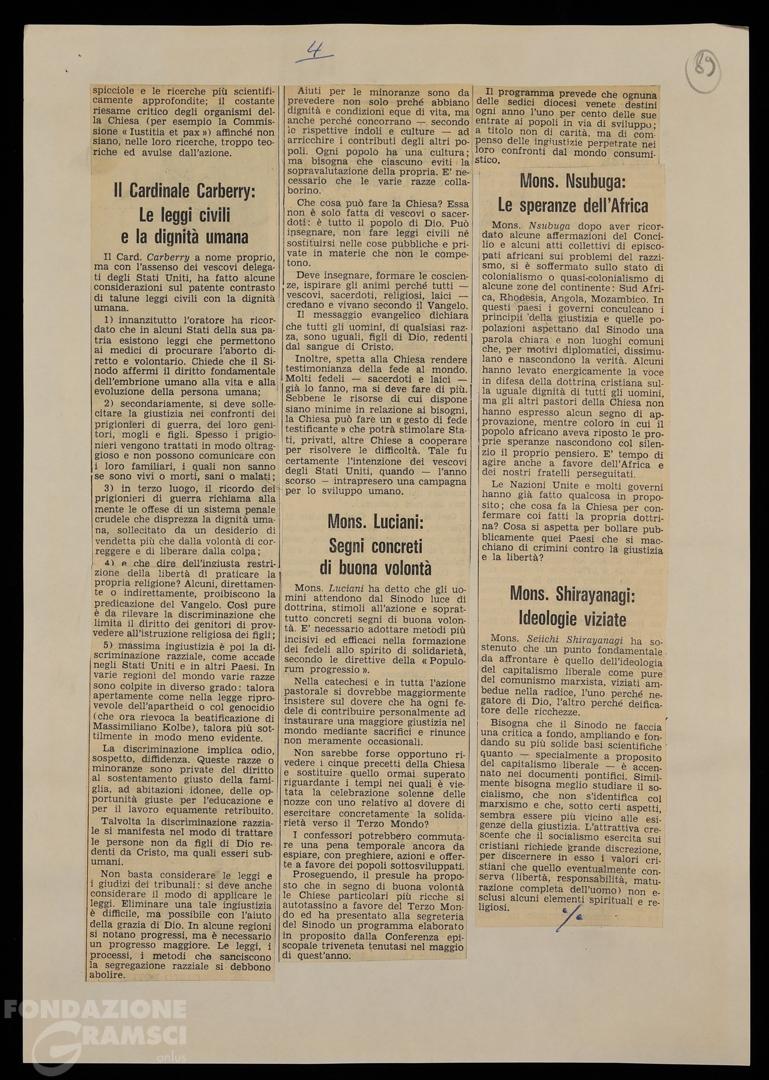 4
89
spicciole e le ricerche più scientifi-
camente approfondite; il costante
riesame critico degli organismi del-
la Chiesa (per esempio la Commis-
sione « Iustitia et pax ») affinché non
siano, nelle loro ricerche, troppo teo-
riche ed avulse dall'azione.
Il Cardinale Carberry:
Le leggi civili
e la dignità umana
Il Card. Carberry a nome proprio,
ma con l'assenso dei vescovi delega-
ti degli Stati Uniti, ha fatto alcune
considerazioni sul patente contrasto
di talune leggi civili con la dignità
umana.
1) innanzitutto l'oratore ha ricor-
dato che in alcuni Stati della sua pa-
tria esistono leggi che permettono
ai medici di procurare l'aborto di-
retto e volontario. Chiede che il Si-
nodo affermi il diritto fondamentale
dell'embrione umano alla vita e alla
evoluzione della persona umana;
2) secondariamente, si deve solle-
citare la giustizia nei confronti dei
prigionieri di guerra, dei loro geni-
tori, mogli e figli. Spesso i prigio-
nieri vengono trattati in modo oltrag-
gioso e non possono comunicare con
i loro familiari, i quali non sanno
se sono vivi o morti, sani o malati;
3) in terzo luogo, il ricordo dei
prigionieri di guerra richiama alla
mente le offese di un sistema penale
crudele che disprezza la dignità uma-
na, sollecitato da un desiderio di
vendetta più che dalla volontà di cor-
reggere e di liberare dalla colpa;
4) e che dire dell'ingiusta restri-
zione della libertà di praticare la
propria religione? Alcuni, direttamen-
te o indirettamente, proibiscono la
predicazione del Vangelo. Così pure
è da rilevare la discriminazione che
limita il diritto dei genitori di prov-
vedere all'istruzione religiosa dei figli;
5) massima ingiustizia è poi la di-
scriminazione razziale, come accade
negli Stati Uniti e in altri Paesi. In
varie regioni del mondo varie razze
sono colpite in diverso grado: talora
apertamente come nella legge ripro-
vevole dell'apartheid o col genocidio
(che ora rievoca la beatificazione di
Massimiliano Kolbe), talora più sot-
tilmente in modo meno evidente.
La discriminazione implica odio,
sospetto, diffidenza. Queste razze o
minoranze sono private del diritto
al sostentamento giusto della fami-
glia, ad abitazioni idonee, delle op-
portunità giuste per l'educazione e
per il lavoro equamente retribuito.
Talvolta la discriminazione razzia-
le si manifesta nel modo di trattare
le persone non da figli di Dio re-
denti da Cristo, ma quali esseri sub-
umani.
Non basta considerare le leggi e
i giudizi dei tribunali: si deve anche
considerare il modo di applicare le
leggi. Eliminare una tale ingiustizia
è difficile, ma possibile con l'aiuto
della grazia di Dio. In alcune regioni
si notano progressi, ma è necessario
un progresso maggiore. Le leggi, i
processi, i metodi che sanciscono
la segregazione razziale si debbono
abolire.
Aiuti per le minoranze sono da
prevedere non solo prché abbiano
dignità e condizioni eque di vita, ma
anche perché concorrano — secondo
le rispettive indoli e culture — ad
arricchire i contributi degli altri po-
poli. Ogni popolo ha una cultura;
ma bisogna che ciascuno eviti la
sopravalutazione della propria. E' ne-
cessario che le varie razze colla-
borino.
Che cosa può fare la Chiesa? Essa
non è solo fatta di vescovi o sacer-
doti: è tutto il popolo di Dio. Può
insegnare, non fare leggi civili né
sostituirsi nelle cose pubbliche e pri-
vate in materie che non le compe-
tono.
Deve insegnare, formare le coscien-
ze, ispirare gli animi perché tutti —
vescovi, sacerdoti, religiosi, laici —
credano e vivano secondo il Vangelo.
Il messaggio evangelico dichiara
che tutti gli uomini, di qualsiasi raz-
za, sono uguali, figli di Dio, redenti
dal sangue di Cristo.
Inoltre, spetta alla Chiesa rendere
testimonianza della fede al mondo.
Molti fedeli — sacerdoti e laici —
già lo fanno, ma si deve fare di più.
Sebbene le risorse di cui dispone
siano minime in relazione ai bisogni,
la Chiesa può fare un « gesto di fede
testificante » che potrà stimolare Sta-
ti, privati, altre Chiese a cooperare
per risolvere le difficoltà. Tale fu
certamente l'intenzione dei vescovi
degli Stati Uniti, quando — l'anno
scorso — intrapresero una campagna
per lo sviluppo umano.
Mons. Luciani:
Segni concreti
di buona volontà
Mons. Luciani ha detto che gli uo-
mini attendono dal Sinodo luce di
dottrina, stimoli all'azione e soprat-
tutto concreti segni di buona volon-
tà. E' necessario adottare metodi più
incisivi ed efficaci nella formazione
dei fedeli allo spirito di solidarietà,
secondo le direttive della « Populo-
rum progressio ».
Nella catechesi e in tutta l'azione
pastorale si dovrebbe maggiormente
insistere sul dovere che ha ogni fe-
dele di contribuire personalmente ad
instaurare una maggiore giustizia nel
mondo mediante sacrifici e rinunce
non meramente occasionali.
Non sarebbe forse opportuno ri-
vedere i cinque precetti della Chiesa
e sostituire quello ormai superato
riguardante i tempi nei quali è vie-
tata la celebrazione solenne delle
nozze con uno relativo al dovere di
esercitare concretamente la solida-
rietà verso il Terzo Mondo?
I confessori potrebbero commuta-
re una pena temporale ancora da
espiare, con preghiere, azioni e offer-
te a favore dei popoli sottosviluppati.
Proseguendo, il presule ha propo-
sto che in segno di buona volontà
le Chiese particolari più ricche si
autotassino a favore del Terzo Mon-
do ed ha presentato alla segreteria
del Sinodo un programma elaborato
in proposito dalla Conferenza epi-
scopale triveneta tenutasi nel maggio
di quest'anno.
Il programma prevede che ognuna
delle sedici diocesi venete destini
ogni anno l'uno per cento delle sue
entrate ai popoli in via di sviluppo;
a titolo non di carità, ma di com-
penso delle ingiustizie perpetrate nei
loro confronti dal mondo consumi-
stico.
Mons. Nsubuga:
Le speranze dell'Africa
Mons. Nsubuga dopo aver ricor-
dato alcune affermazioni del Conci-
lio e alcuni atti collettivi di episco-
pati africani sui problemi del razzi-
smo, si è soffermato sullo stato di
colonialismo o quasi-colonialismo di
alcune zone del continente: Sud Afri-
ca, Rhodesia, Angola, Mozambico. In
questi paesi i governi conculcano i
principii della giustizia e quelle po-
polazioni aspettano dal Sinodo una
parola chiara e non luoghi comuni
che, per motivi diplomatici, dissimu-
lano e nascondono la verità. Alcuni
hanno levato energicamente la voce
in difesa della dottrina cristiana sul-
la uguale dignità di tutti gli uomini,
ma gli altri pastori della Chiesa non
hanno espresso alcun segno di ap-
provazione, mentre coloro in cui il
popolo africano aveva riposto le pro-
prie speranze nascondono col silen-
zio il proprio pensiero. E' tempo di
agire anche a favore dell'Africa e
dei nostri fratelli perseguitati.
Le Nazioni Unite e molti governi
hanno già fatto qualcosa in propo-
sito; che cosa fa la Chiesa per con-
fermare coi fatti la propria dottri-
na? Cosa si aspetta per bollare pub-
blicamente quei Paesi che si mac-
chiano di crimini contro la giustizia
e la libertà?
Mons. Shirayanagi:
Ideologie viziate
Mons. Seiichi Shirayanagi ha so-
stenuto che un punto fondamentale
da affrontare è quello dell'ideologia
del capitalismo liberale come pure
del comunismo marxista, viziati am-
bedue nella radice, l'uno perché ne-
gatore di Dio, l'altro perché deifica-
tore delle ricchezze.
Bisogna che il Sinodo ne faccia
una critica a fondo, ampliando e fon-
dando su più solide basi scientifiche
quanto — specialmente a proposito
del capitalismo liberale — è accen-
nato nei documenti pontifici. Simil-
mente bisogna meglio studiare il so-
cialismo, che non s'identifica col
marxismo e che, sotto certi aspetti,
sembra essere più vicino alle esi-
genze della giustizia. L'attrattiva cre-
scente che il socialismo esercita sui
cristiani richiede grande discrezione,
per discernere in esso i valori cri-
stiani che quello eventualmente con-
serva (libertà, responsabilità, matu-
razione completa dell'uomo) non e-
sclusi alcuni elementi spirituali e re-
ligiosi.
%
FONDAZIONE
GRAMSCI
onlus